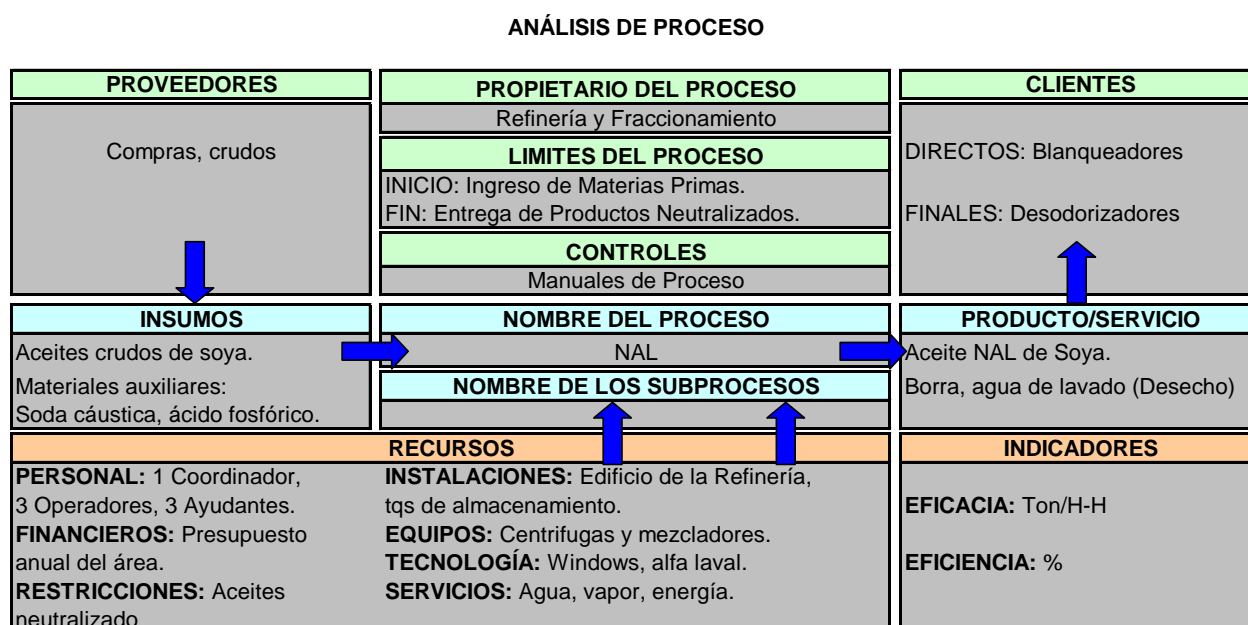 ANÁLISIS DE PROCESO
PROVEEDORES
Compras, crudos
PROPIETARIO DEL PROCESO
Refinería y Fraccionamiento
LIMITES DEL PROCESO
INICIO: Ingreso de Materias Primas.
FIN: Entrega de Productos Neutralizados.
CONTROLES
Manuales de Proceso
CLIENTES
DIRECTOS: Blanqueadores
FINALES: Desodorizadores
INSUMOS
Aceites crudos de soya.
Materiales auxiliares:
Soda cáustica, ácido fosfórico.
NOMBRE DEL PROCESO
NAL
NOMBRE DE LOS SUBPROCESOS
PRODUCTO/SERVICIO
Aceite NAL de Soya.
Borra, agua de lavado (Desecho)
RECURSOS
PERSONAL: 1 Coordinador,
3 Operadores, 3 Ayudantes.
FINANCIEROS: Presupuesto
anual del área.
RESTRICCIONES: Aceites
neutralizado
INSTALACIONES: Edificio de la Refinería,
tqs de almacenamiento.
EQUIPOS: Centrifugas y mezcladores.
TECNOLOGÍA: Windows, alfa laval.
SERVICIOS: Agua, vapor, energía.
INDICADORES
EFICACIA: Ton/H-H
EFICIENCIA: %